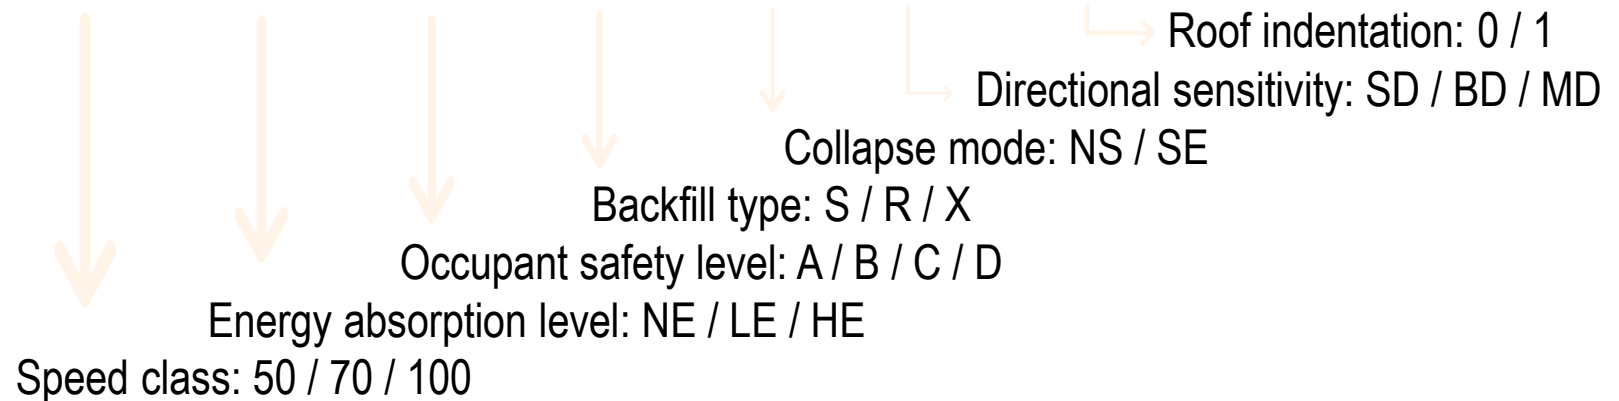 Roof indentation: 0 / 1
Directional sensitivity: SD / BD / MD
Collapse mode: NS / SE
Backfill type: S / R / X
Occupant safety level: A / B / C / D
Energy absorption level: NE / LE / HE
Speed class: 50 / 70 / 100